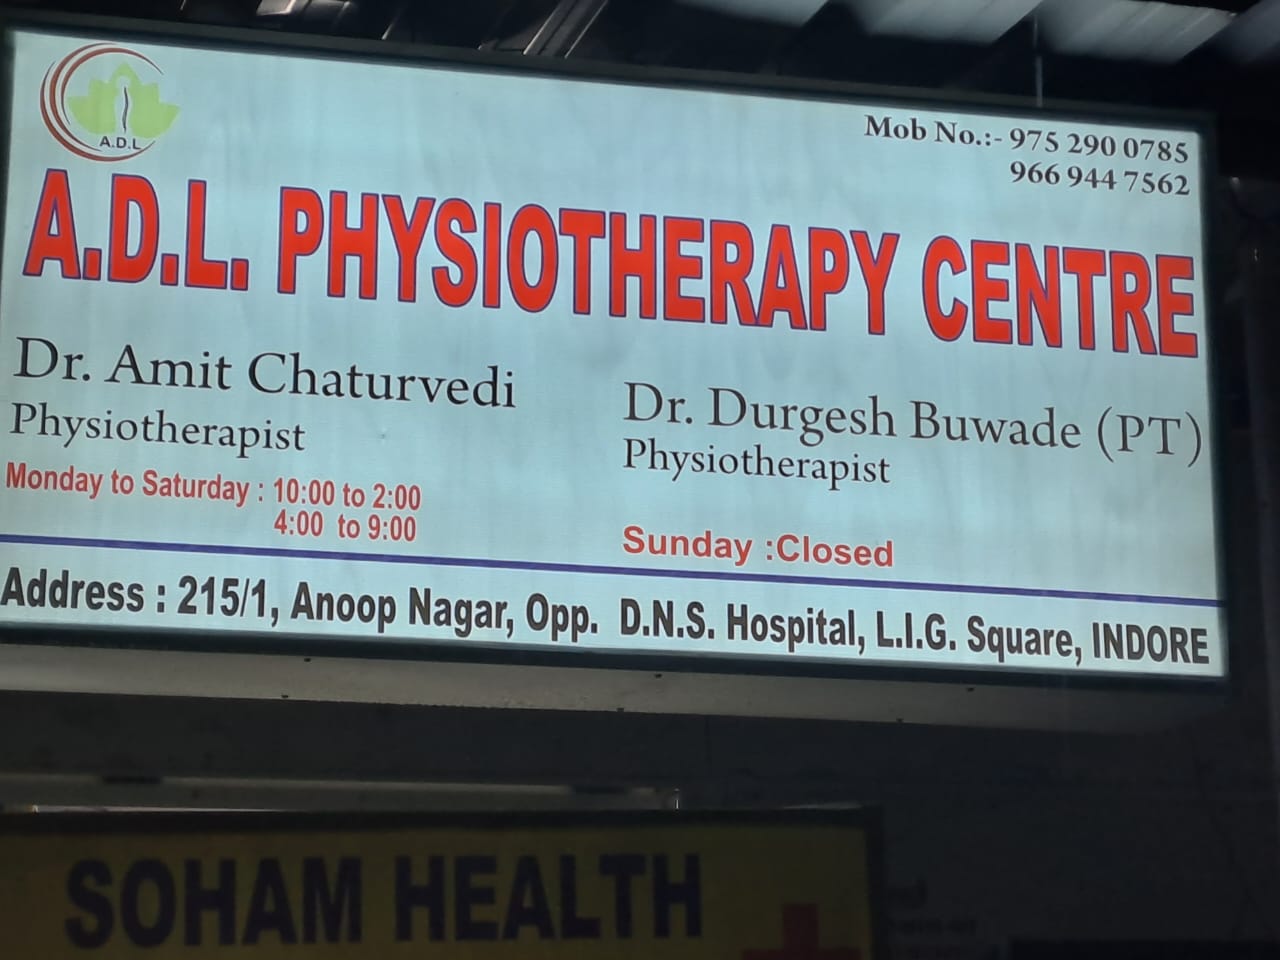 A.D.L
Mob No.:- 975 290 0785
966 944 7562
A.D.L. PHYSIOTHERAPY CENTRE
Dr. Amit Chaturvedi
Physiotherapist
Monday to Saturday : 10:00 to 2:00
4:00 to 9:00
Dr. Durgesh Buwade (PT)
Physiotherapist
Sunday :Closed
Address : 215/1, Anoop Nagar, Opp. D.N.S. Hospital, L.I.G. Square, INDORE
SOHAM HEALTH